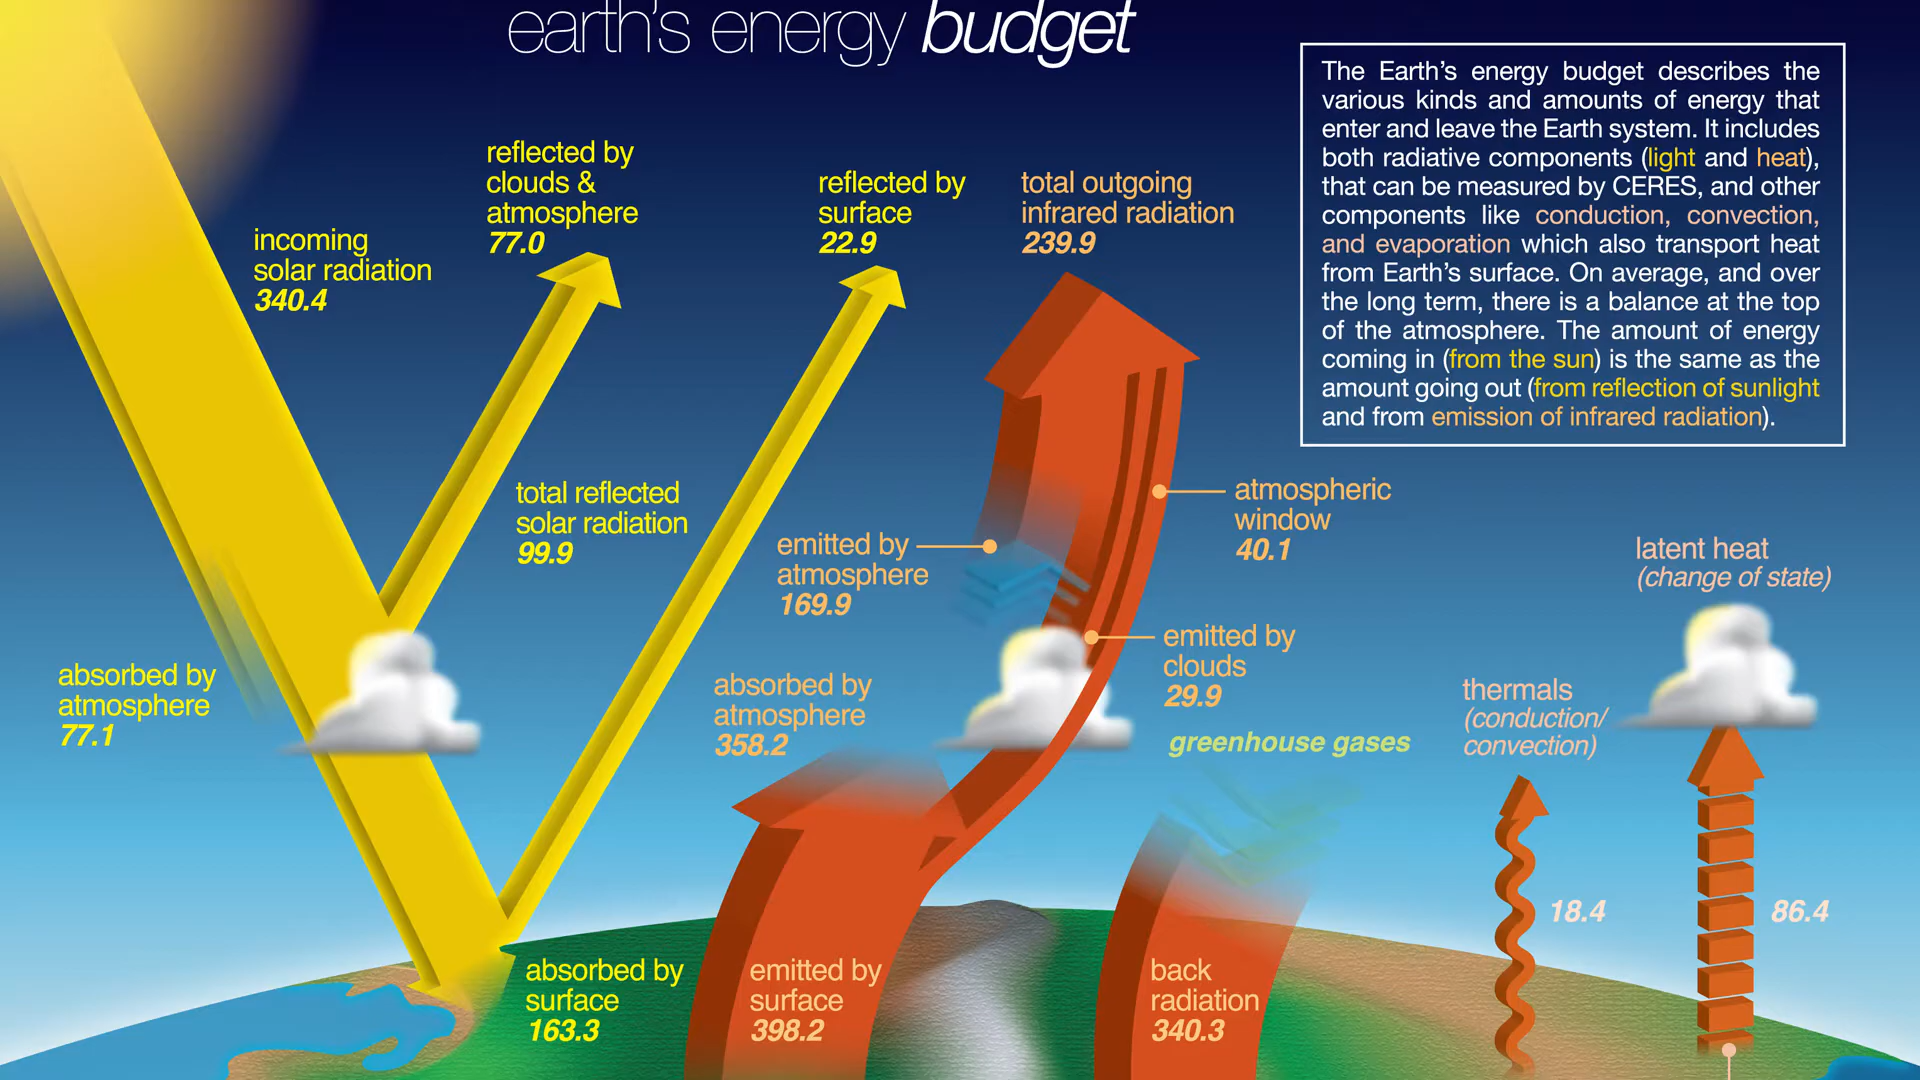 earth's energy budget
The Earth's energy budget describes the
various kinds and amounts of energy that
enter and leave the Earth system. It includes
both radiative components (light and heat),
that can be measured by CERES, and other
components like conduction, convection,
and evaporation which also transport heat
from Earth's surface. On average, and over
the long term, there is a balance at the top
of the atmosphere. The amount of energy
coming in (from the sun) is the same as the
amount going out (from reflection of sunlight
and from emission of infrared radiation).
incoming
solar radiation
340.4
reflected by
clouds &
atmosphere
77.0
reflected by
surface
22.9
total outgoing
infrared radiation
239.9
total reflected
solar radiation
99.9
emitted by
atmosphere
169.9
atmospheric
window
40.1
latent heat
(change of state)
absorbed by
atmosphere
77.1
absorbed by
atmosphere
358.2
emitted by
clouds
29.9
greenhouse gases
thermals
(conduction/
convection)
18.4
86.4
absorbed by
surface
163.3
emitted by
surface
398.2
back
radiation
340.3